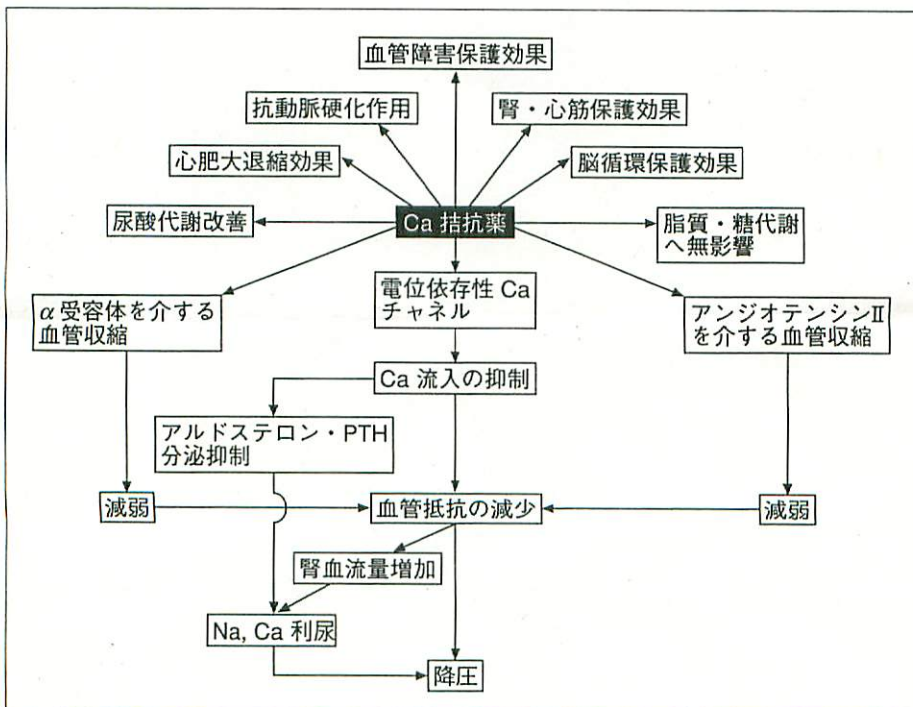 血管障害保護効果
抗動脈硬化作用
腎・心筋保護効果
心肥大退縮効果
脳循環保護効果
尿酸代謝改善
Ca 拮抗薬
脂質・糖代謝
へ無影響
α受容体を介する
血管収縮
電位依存性 Ca
チャネル
アンジオテンシンⅡ
を介する血管収縮
Ca 流入の抑制
アルドステロン・PTH
分泌抑制
減弱
血管抵抗の減少
減弱
腎血流量増加
Na, Ca 利尿
降圧